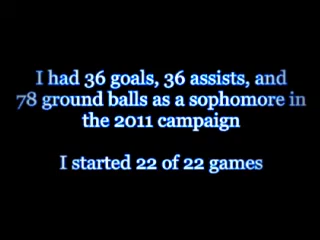 I had 36 goals, 36 assists, and
78 ground balls as a sophomore in
the 2011 campaign
I started 22 of 22 games